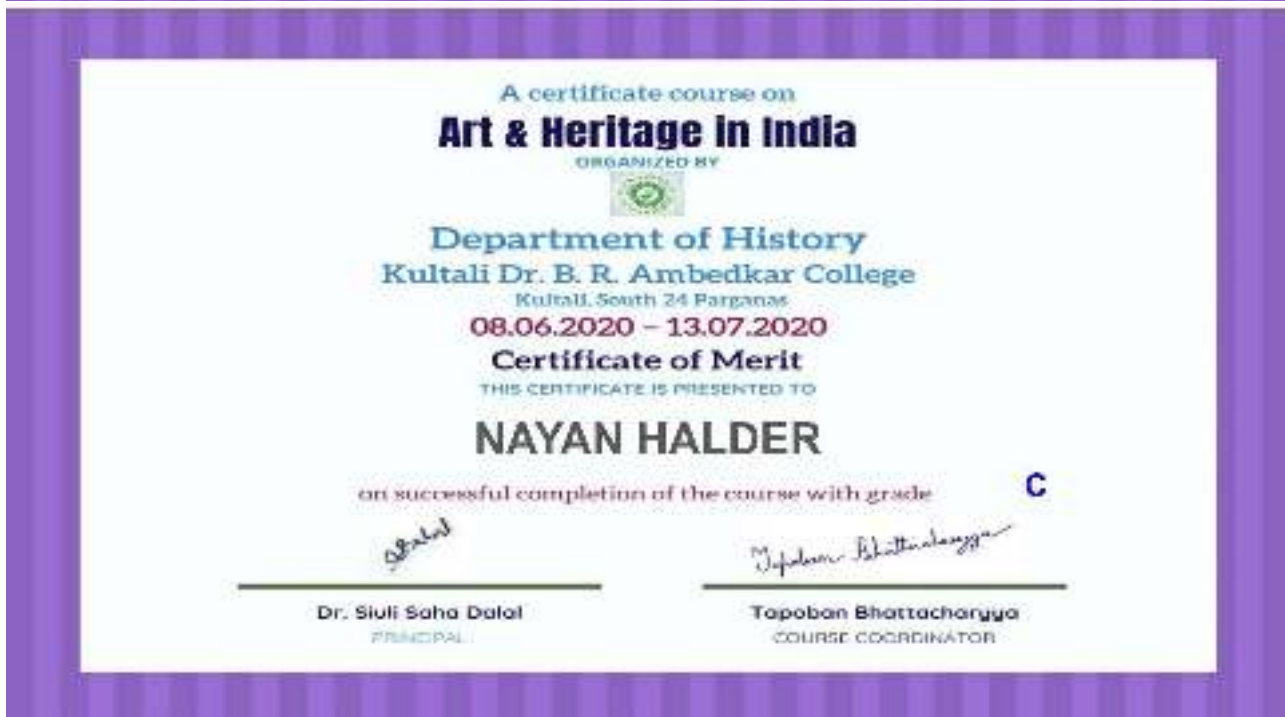 A certificate course on
Art & Heritage in India
ORGANIZED BY
Department of History
Kultali Dr. B. R. Ambedkar College
Kultali, South 24 Parganas
08.06.2020 – 13.07.2020
Certificate of Merit
THIS CERTIFICATE IS PRESENTED TO
NAYAN HALDER
on successful completion of the course with grade C
Tapoban Bhattacharyya
Dr. Siuli Saha Dalal
Tapoban Bhattacharyya
PRINCIPAL
COURSE COORDINATOR